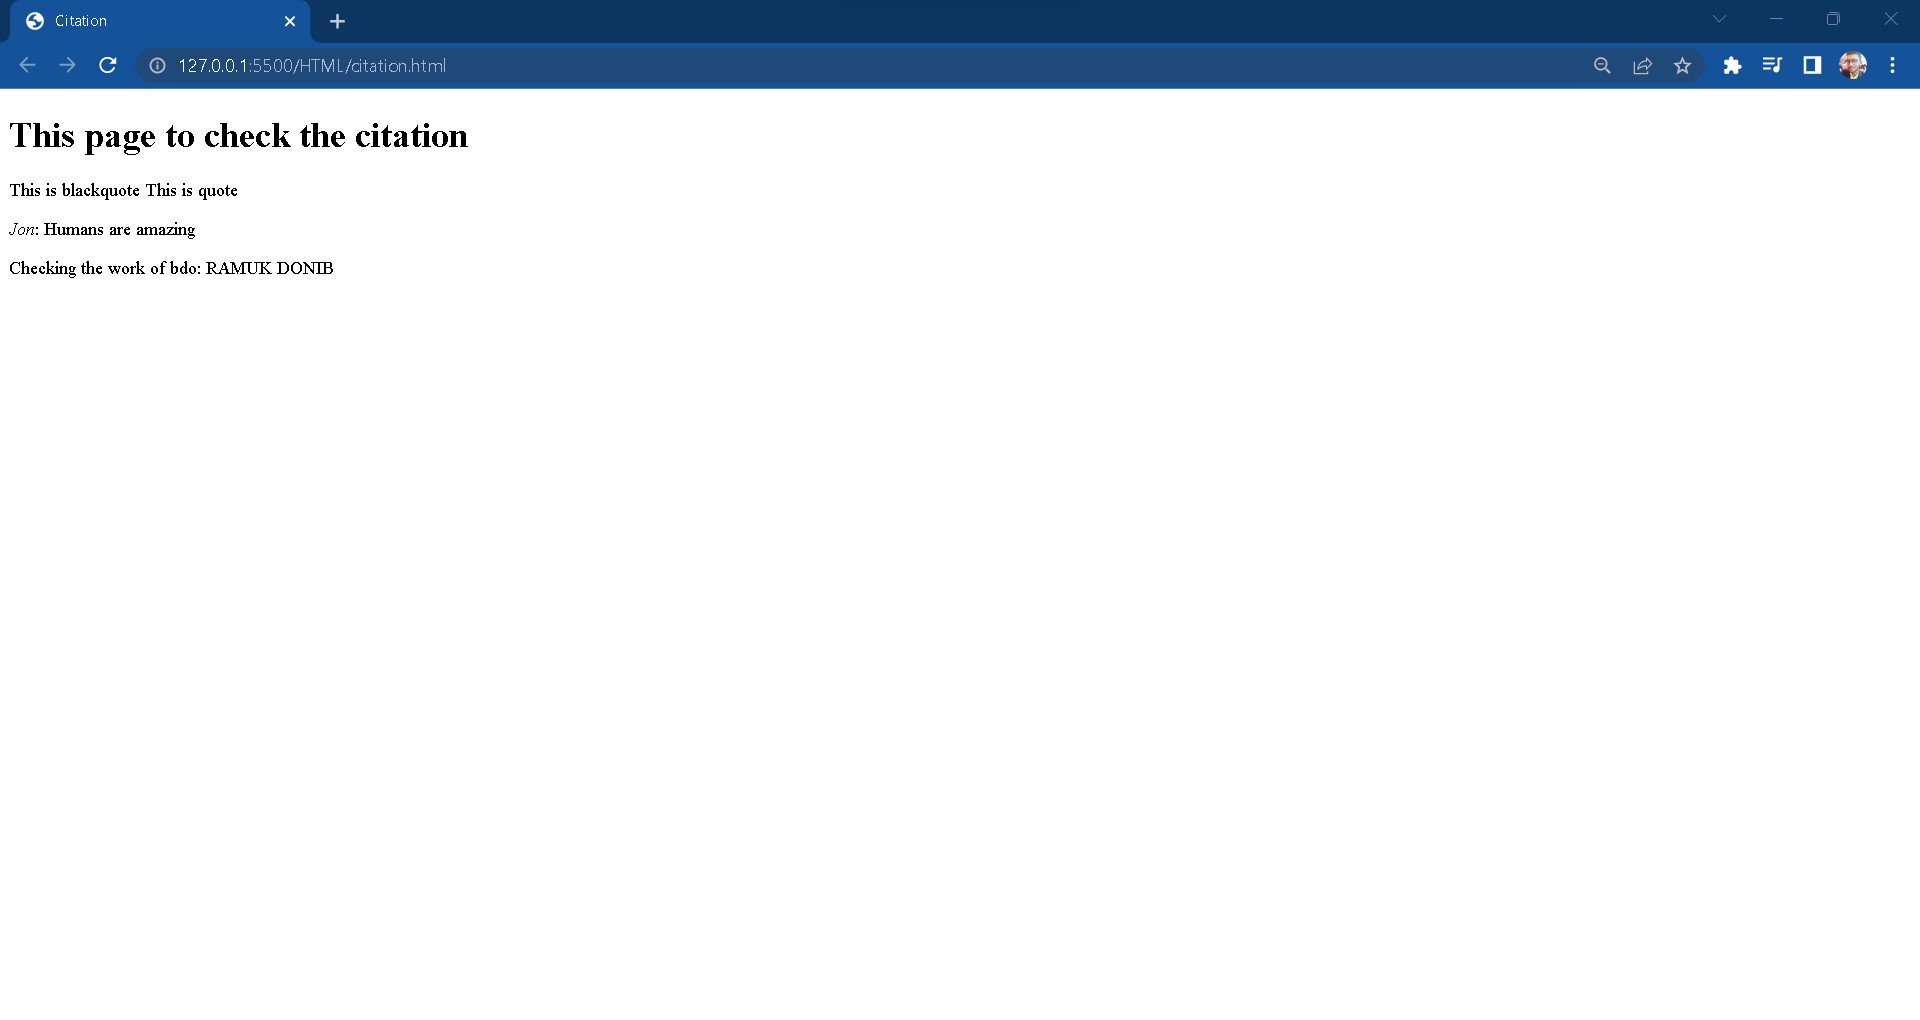 Citation
127.0.0.1:5500/HTML/citation.html
This page to check the citation
This is blackquote This is quote
Jon: Humans are amazing
Checking the work of bdo: RAMUK DONIB